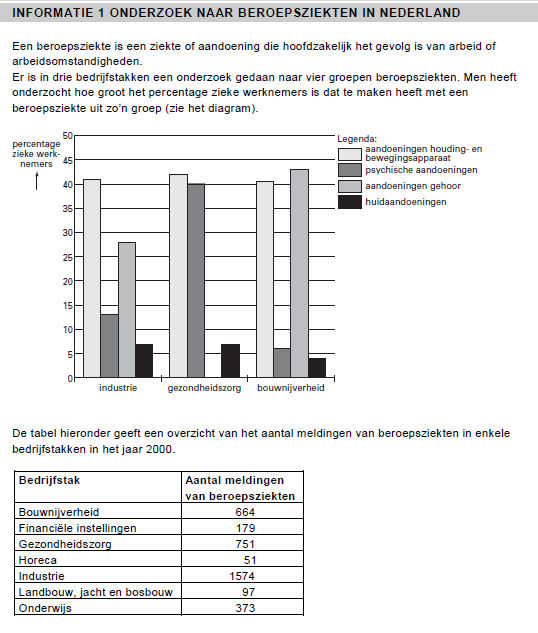 INFORMATIE 1 ONDERZOEK NAAR BEROEPSZIEKTEN IN NEDERLAND
Een beroepsziekte is een ziekte of aandoening die hoofdzakelijk het gevolg is van arbeid of
arbeidsomstandigheden.
Er is in drie bedrijfstakken een onderzoek gedaan naar vier groepen beroepsziekten. Men heeft
onderzocht hoe groot het percentage zieke werknemers is dat te maken heeft met een
beroepsziekte uit zo'n groep (zie het diagram).
percentage
zieke werk-
nemers
50
45
40
35
30
25
20
15
10
5
0
industrie gezondheidszorg bouwnijverheid
Legenda:
aandoeningen houding- en
bewegingsapparaat
psychische aandoeningen
aandoeningen gehoor
huidaandoeningen
De tabel hieronder geeft een overzicht van het aantal meldingen van beroepsziekten in enkele
bedrijfstakken in het jaar 2000.
Bedrijfstak Aantal meldingen
van beroepsziekten
Bouwnijverheid 664
Financiële instellingen 179
Gezondheidszorg 751
Horeca 51
Industrie 1574
Landbouw, jacht en bosbouw 97
Onderwijs 373